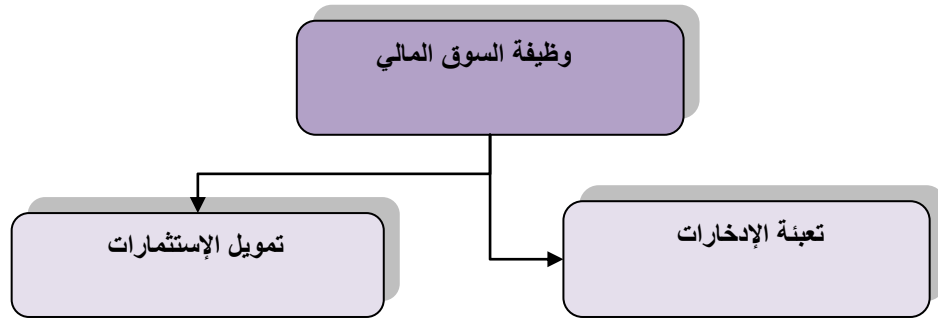 وظيفة السوق المالي
تعبئة الإدخارات
تمويل الإستثمارات